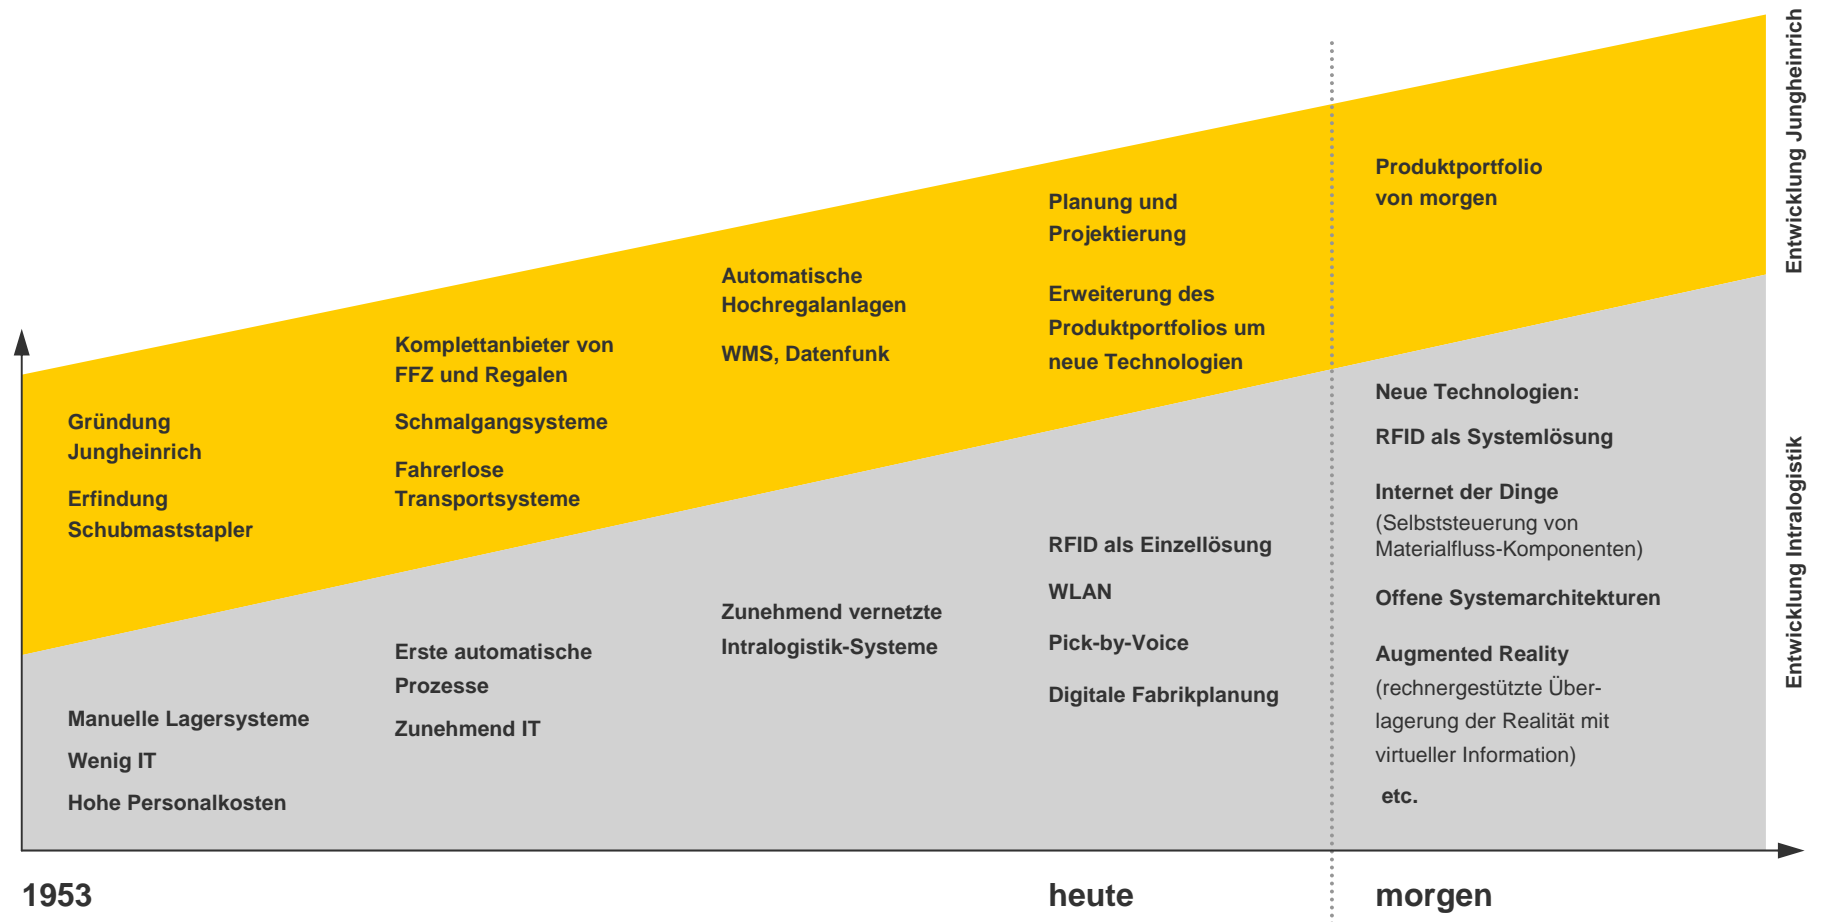 Entwicklung Jungheinrich
Gründung
Jungheinrich
Erfindung
Schubmaststapler
Komplettanbieter von
FFZ und Regalen
Schmalgangsysteme
Fahrerlose
Transportsysteme
Automatische
Hochregalanlagen
WMS, Datenfunk
Planung und
Projektierung
Erweiterung des
Produktportfolios um
neue Technologien
Produktportfolio
von morgen
Entwicklung Intralogistik
Manuelle Lagersysteme
Wenig IT
Hohe Personalkosten
Erste automatische
Prozesse
Zunehmend IT
Zunehmend vernetzte
Intralogistik-Systeme
RFID als Einzellösung
WLAN
Pick-by-Voice
Digitale Fabrikplanung
Neue Technologien:
RFID als Systemlösung
Internet der Dinge
(Selbststeuerung von
Materialfluss-Komponenten)
Offene Systemarchitekturen
Augmented Reality
(rechnergestützte Über-
lagerung der Realität mit
virtueller Information)
etc.
1953
heute
morgen